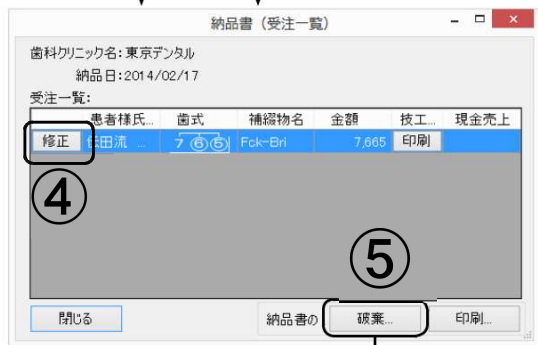 納品書（受注一覧）
歯科クリニック名：東京デンタル
納品日：2014/02/17
受注一覧：
患者様氏... 歯式 補綴物名 金額 技工... 現金売上
修正 伝田流 ... 7 ⑥ ⑤ Fck-Bri 7,665 印刷
④
⑤
閉じる 納品書の 破棄... 印刷...